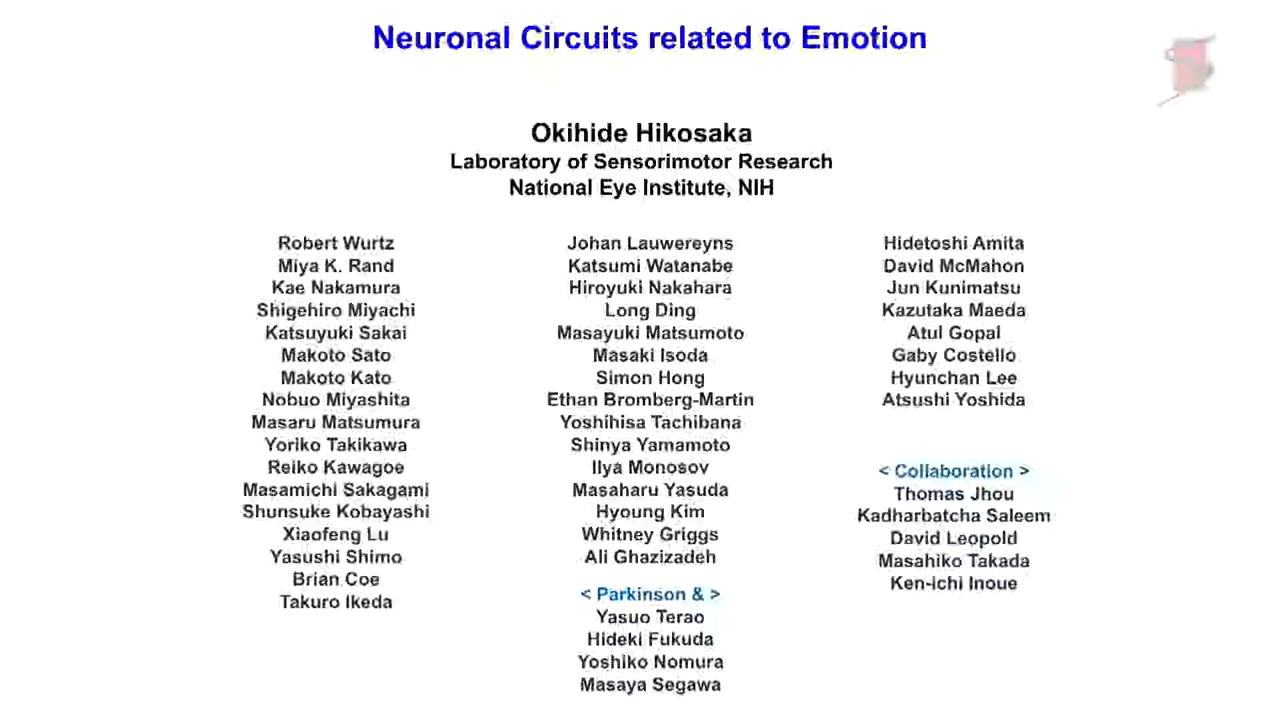 Neuronal Circuits related to Emotion
Okihide Hikosaka
Laboratory of Sensorimotor Research
National Eye Institute, NIH
Robert Wurtz
Miya K. Rand
Kae Nakamura
Shigehiro Miyachi
Katsuyuki Sakai
Makoto Sato
Makoto Kato
Nobuo Miyashita
Masaru Matsumura
Yoriko Takikawa
Reiko Kawagoe
Masamichi Sakagami
Shunsuke Kobayashi
Xiaofeng Lu
Yasushi Shimo
Brian Coe
Takuro Ikeda
Johan Lauwereyns
Katsumi Watanabe
Hiroyuki Nakahara
Long Ding
Masayuki Matsumoto
Masaki Isoda
Simon Hong
Ethan Bromberg-Martin
Yoshihisa Tachibana
Shinya Yamamoto
Ilya Monosov
Masaharu Yasuda
Hyoung Kim
Whitney Griggs
Ali Ghazizadeh
< Parkinson & >
Yasuo Terao
Hideki Fukuda
Yoshiko Nomura
Masaya Segawa
Hidetoshi Amita
David McMahon
Jun Kunimatsu
Kazutaka Maeda
Atul Gopal
Gaby Costello
Hyunchan Lee
Atsushi Yoshida
< Collaboration >
Thomas Jhou
Kadharbatcha Saleem
David Leopold
Masahiko Takada
Ken-ichi Inoue